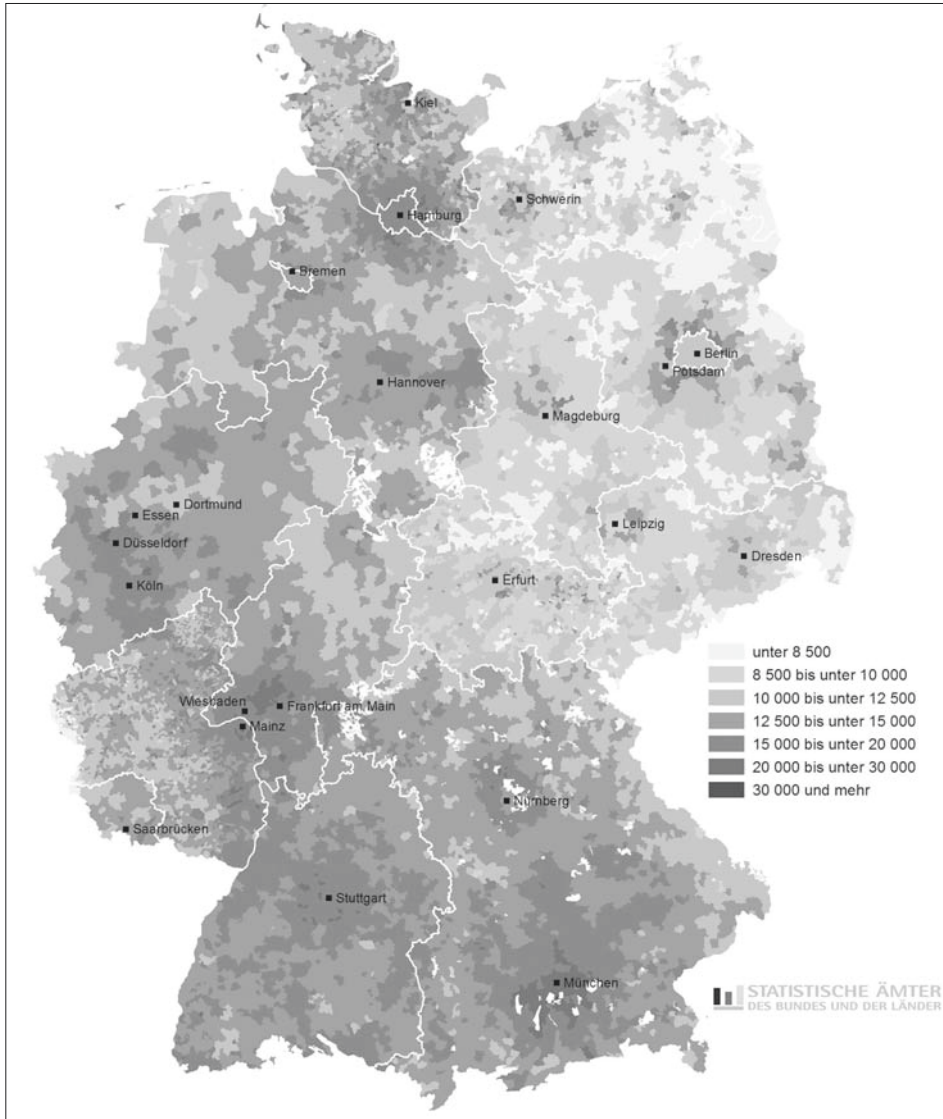 Kiel
Schwerin
Hamburg
Bremen
Berlin
Potsdam
Hannover
Magdeburg
Dortmund
Essen
Düsseldorf
Leipzig
Dresden
Köln
Erfurt
unter 8 500
8 500 bis unter 10 000
10 000 bis unter 12 500
12 500 bis unter 15 000
15 000 bis unter 20 000
20 000 bis unter 30 000
30 000 und mehr
Wiesbaden
Frankfort am Main
Mainz
Nürnberg
Saarbrücken
Stuttgart
München
STATISTISCHE ÄMTER
DES BUNDES UND DER LÄNDER